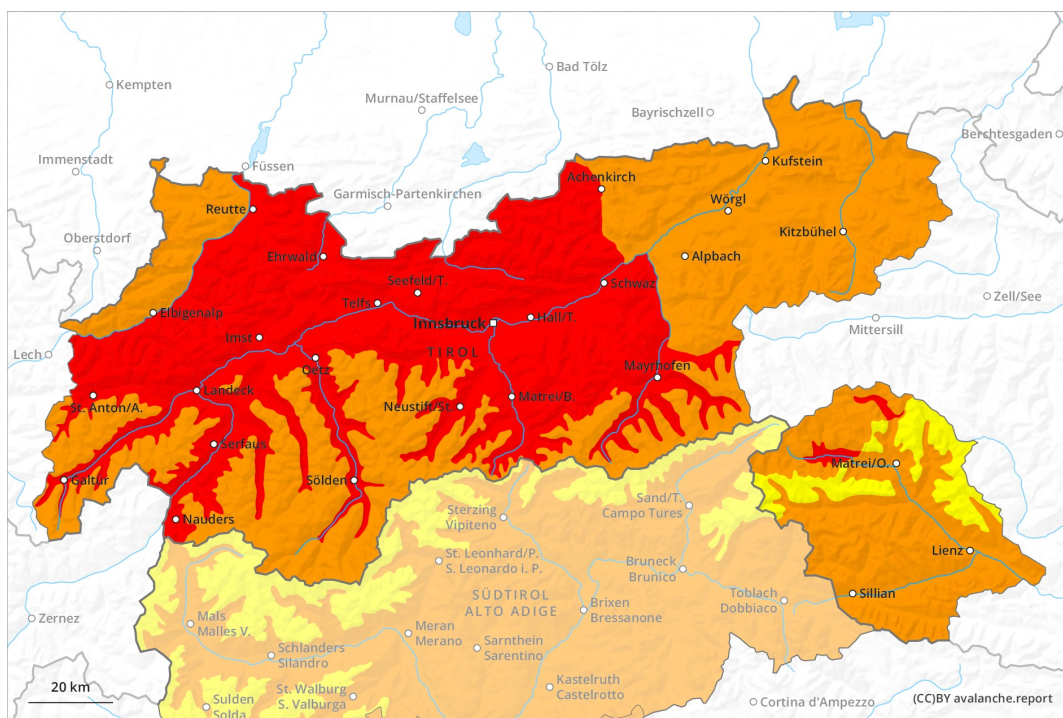 Bad Tölz
Kempten
Murnau/Staffelsee
Bayrischzell
Berchtesgaden
Immenstadt
Füssen
Kufstein
Achenkirch
Garmisch-Partenkirchen
Reutte
Wörgl
Oberstdorf
Kitzbühel
Ehrwald
Alpbach
Seefeld/T.
Schwaz
Zell/See
Telfs
Elbigenalp
Hall/T.
Innsbruck
Mittersill
Imst
Lech
TIROL
Oetz
Mayrhofen
Landeck
St. Anton/A.
Matrei/B.
Neustift/St.
Serfaus
Matrei/O.
Galtür
Sölden
Sand/T.
Campo Tures
Sterzing
Vipiteno
Nauders
Lienz
St. Leonhard/P.
S. Leonardo i. P.
Bruneck
Brunico
SÜDTIROL
ALTO ADIGE
Sillian
Toblach
Dobbiaco
Brixen
Bressanone
Zernez
Mals
Malles V.
Meran
Merano
Sarnthein
Sarentino
Schlanders
Silandro
Kastelruth
Castelrotto
20 km
St. Walburg
S. Valburga
Sulden
Solda
Cortina d'Ampezzo
(CC)BY avalanche.report